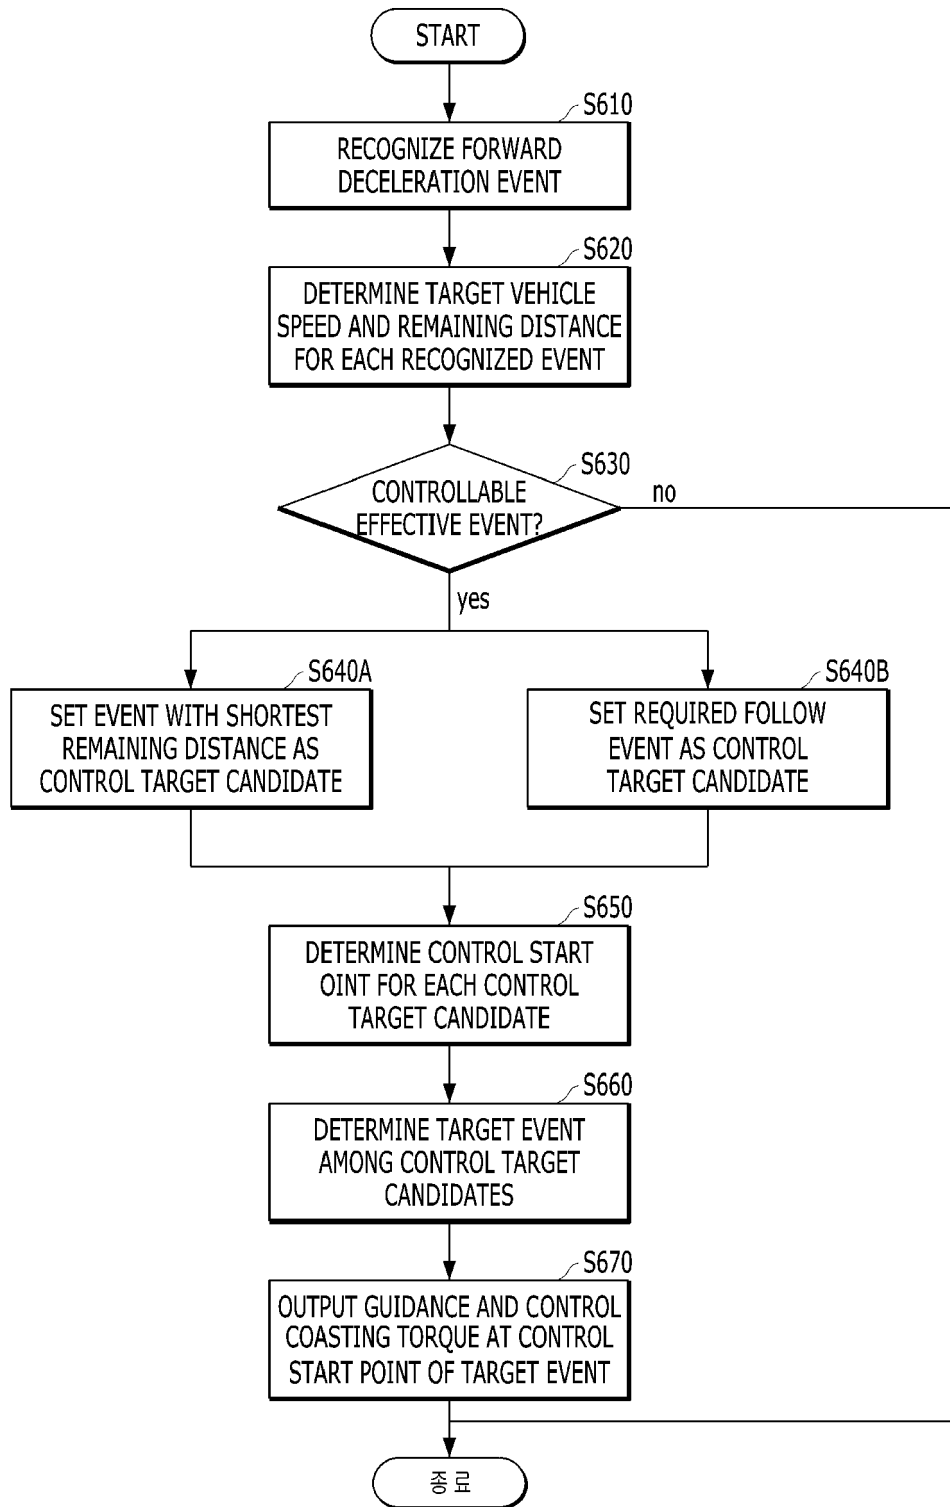 START
S610
RECOGNIZE FORWARD
DECELERATION EVENT
S620
DETERMINE TARGET VEHICLE
SPEED AND REMAINING DISTANCE
FOR EACH RECOGNIZED EVENT
S630
CONTROLLABLE
EFFECTIVE EVENT?
no
yes
S640A
SET EVENT WITH SHORTEST
REMAINING DISTANCE AS
CONTROL TARGET CANDIDATE
S640B
SET REQUIRED FOLLOW
EVENT AS CONTROL
TARGET CANDIDATE
S650
DETERMINE CONTROL START
OINT FOR EACH CONTROL
TARGET CANDIDATE
S660
DETERMINE TARGET EVENT
AMONG CONTROL TARGET
CANDIDATES
S670
OUTPUT GUIDANCE AND CONTROL
COASTING TORQUE AT CONTROL
START POINT OF TARGET EVENT
종료